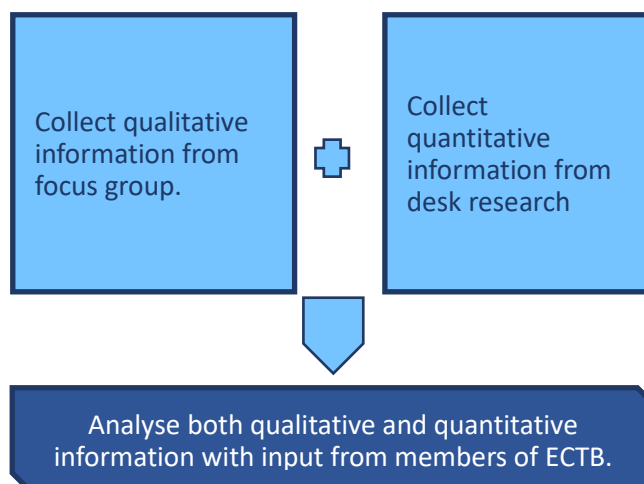 Collect qualitative
information from
focus group.
Collect
quantitative
information from
desk research
Analyse both qualitative and quantitative
information with input from members of ECTB.